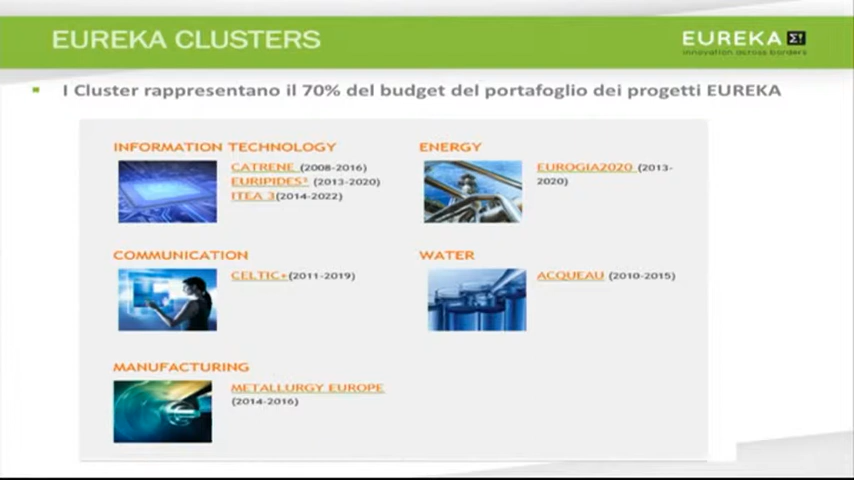 EUREKA CLUSTERS
EUREKA Σ!
innovation across borders
I Cluster rappresentano il 70% del budget del portafoglio dei progetti EUREKA
INFORMATION TECHNOLOGY
CATRENE (2008-2016)
EURIPIDES² (2013-2020)
ITEA 3(2014-2022)
ENERGY
EUROGIA2020 (2013-
2020)
COMMUNICATION
CELTIC+(2011-2019)
WATER
ACQUEAU (2010-2015)
MANUFACTURING
METALLURGY EUROPE
(2014-2016)